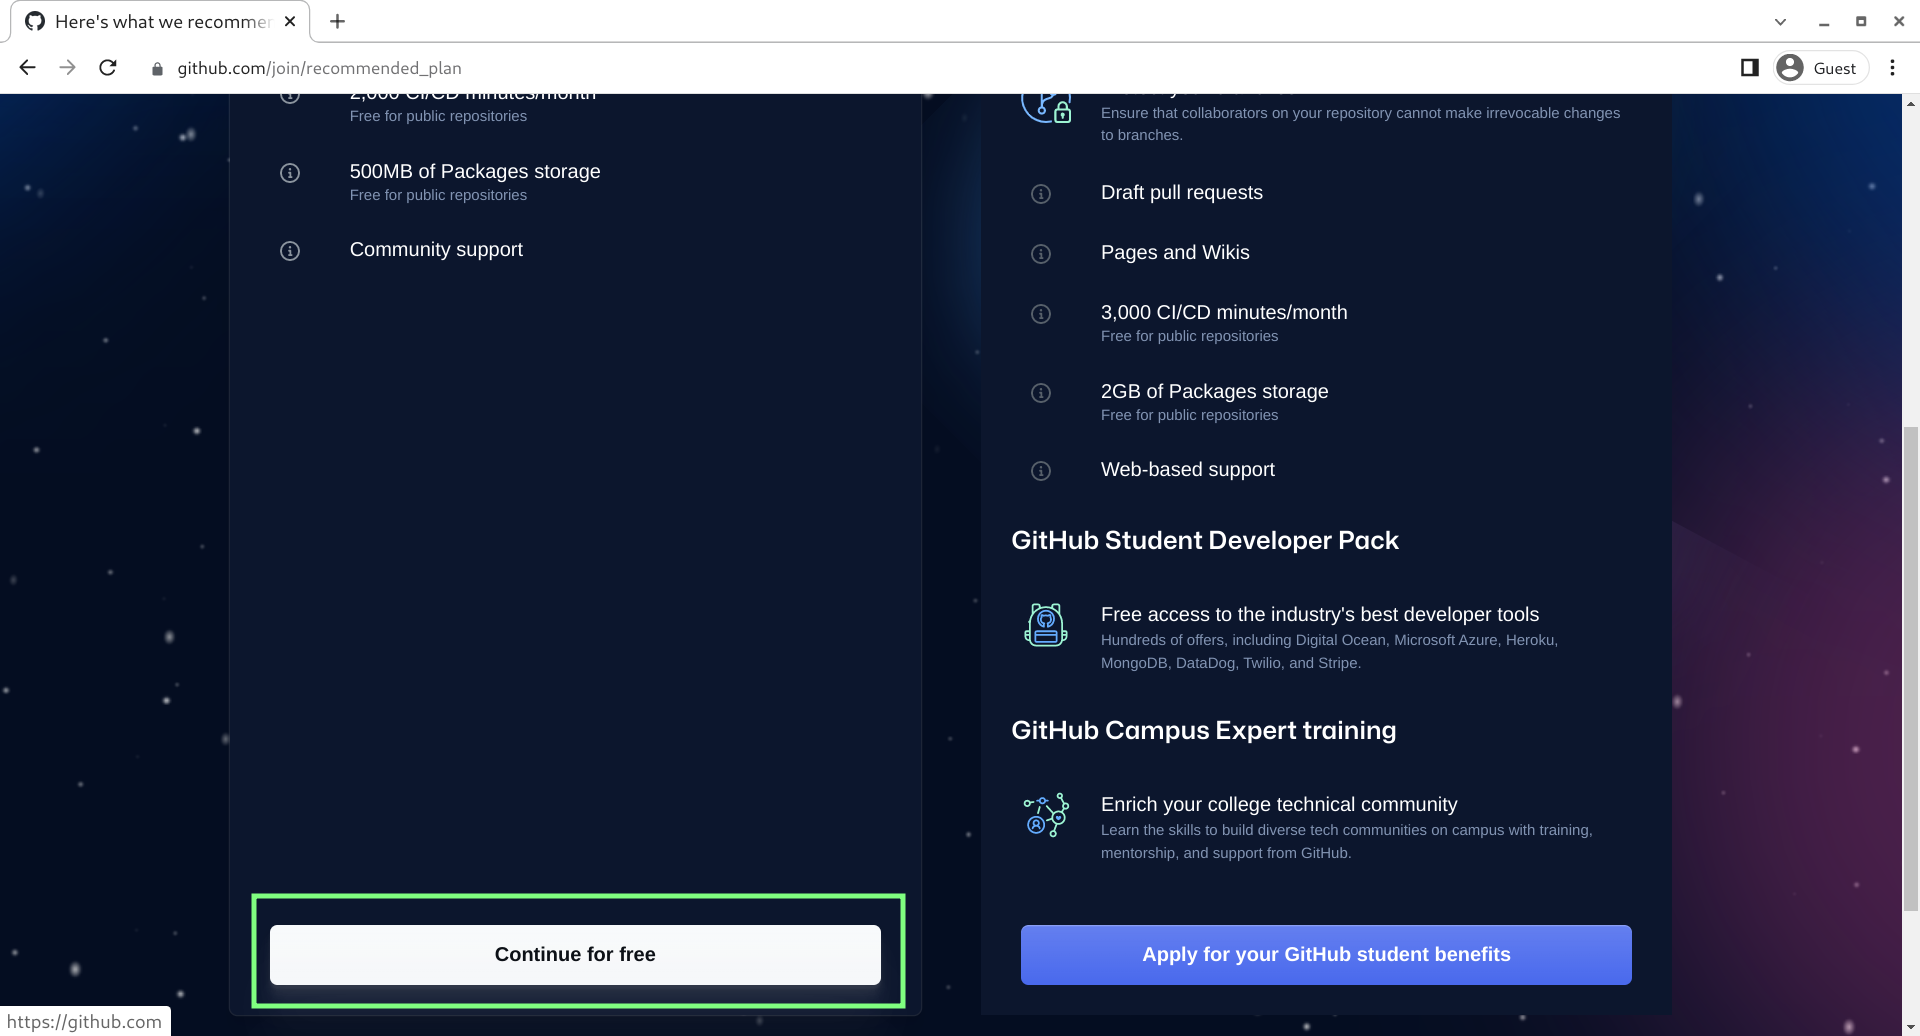 Here's what we recommen
github.com/join/recommended_plan
Guest
2,000 CI/CD minutes/month
Free for public repositories
500MB of Packages storage
Free for public repositories
Community support
Ensure that collaborators on your repository cannot make irrevocable changes
to branches.
Draft pull requests
Pages and Wikis
3,000 CI/CD minutes/month
Free for public repositories
2GB of Packages storage
Free for public repositories
Web-based support
GitHub Student Developer Pack
Free access to the industry's best developer tools
Hundreds of offers, including Digital Ocean, Microsoft Azure, Heroku,
MongoDB, DataDog, Twilio, and Stripe.
GitHub Campus Expert training
Enrich your college technical community
Learn the skills to build diverse tech communities on campus with training,
mentorship, and support from GitHub.
Continue for free
Apply for your GitHub student benefits
https://github.com